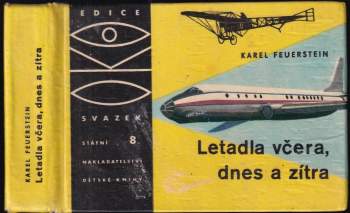 KAREL FEUERSTEIN
Letadla včera, dnes a zítra
EDICE
OKO
SVAZEK
8
STÁTNÍ
NAKLADATELSTVÍ
DĚTSKÉ KNIHY
KAREL FEUERSTEIN
Letadla včera,
dnes a zítra